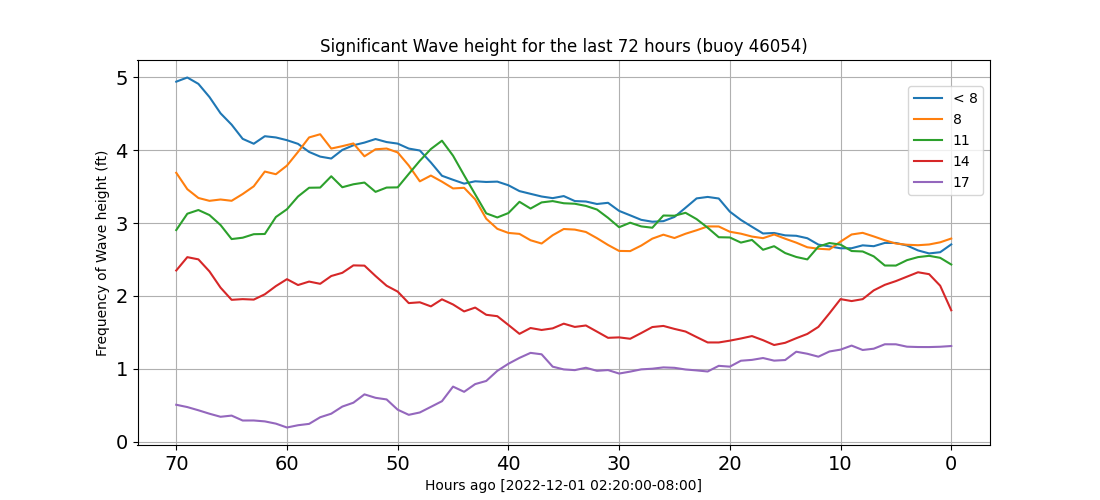 Significant Wave height for the last 72 hours (buoy 46054)
Frequency of Wave height (ft)
5
4
3
2
1
0
< 8
8
11
14
17
70 60 50 40 30 20 10 0
Hours ago [2022-12-01 02:20:00-08:00]